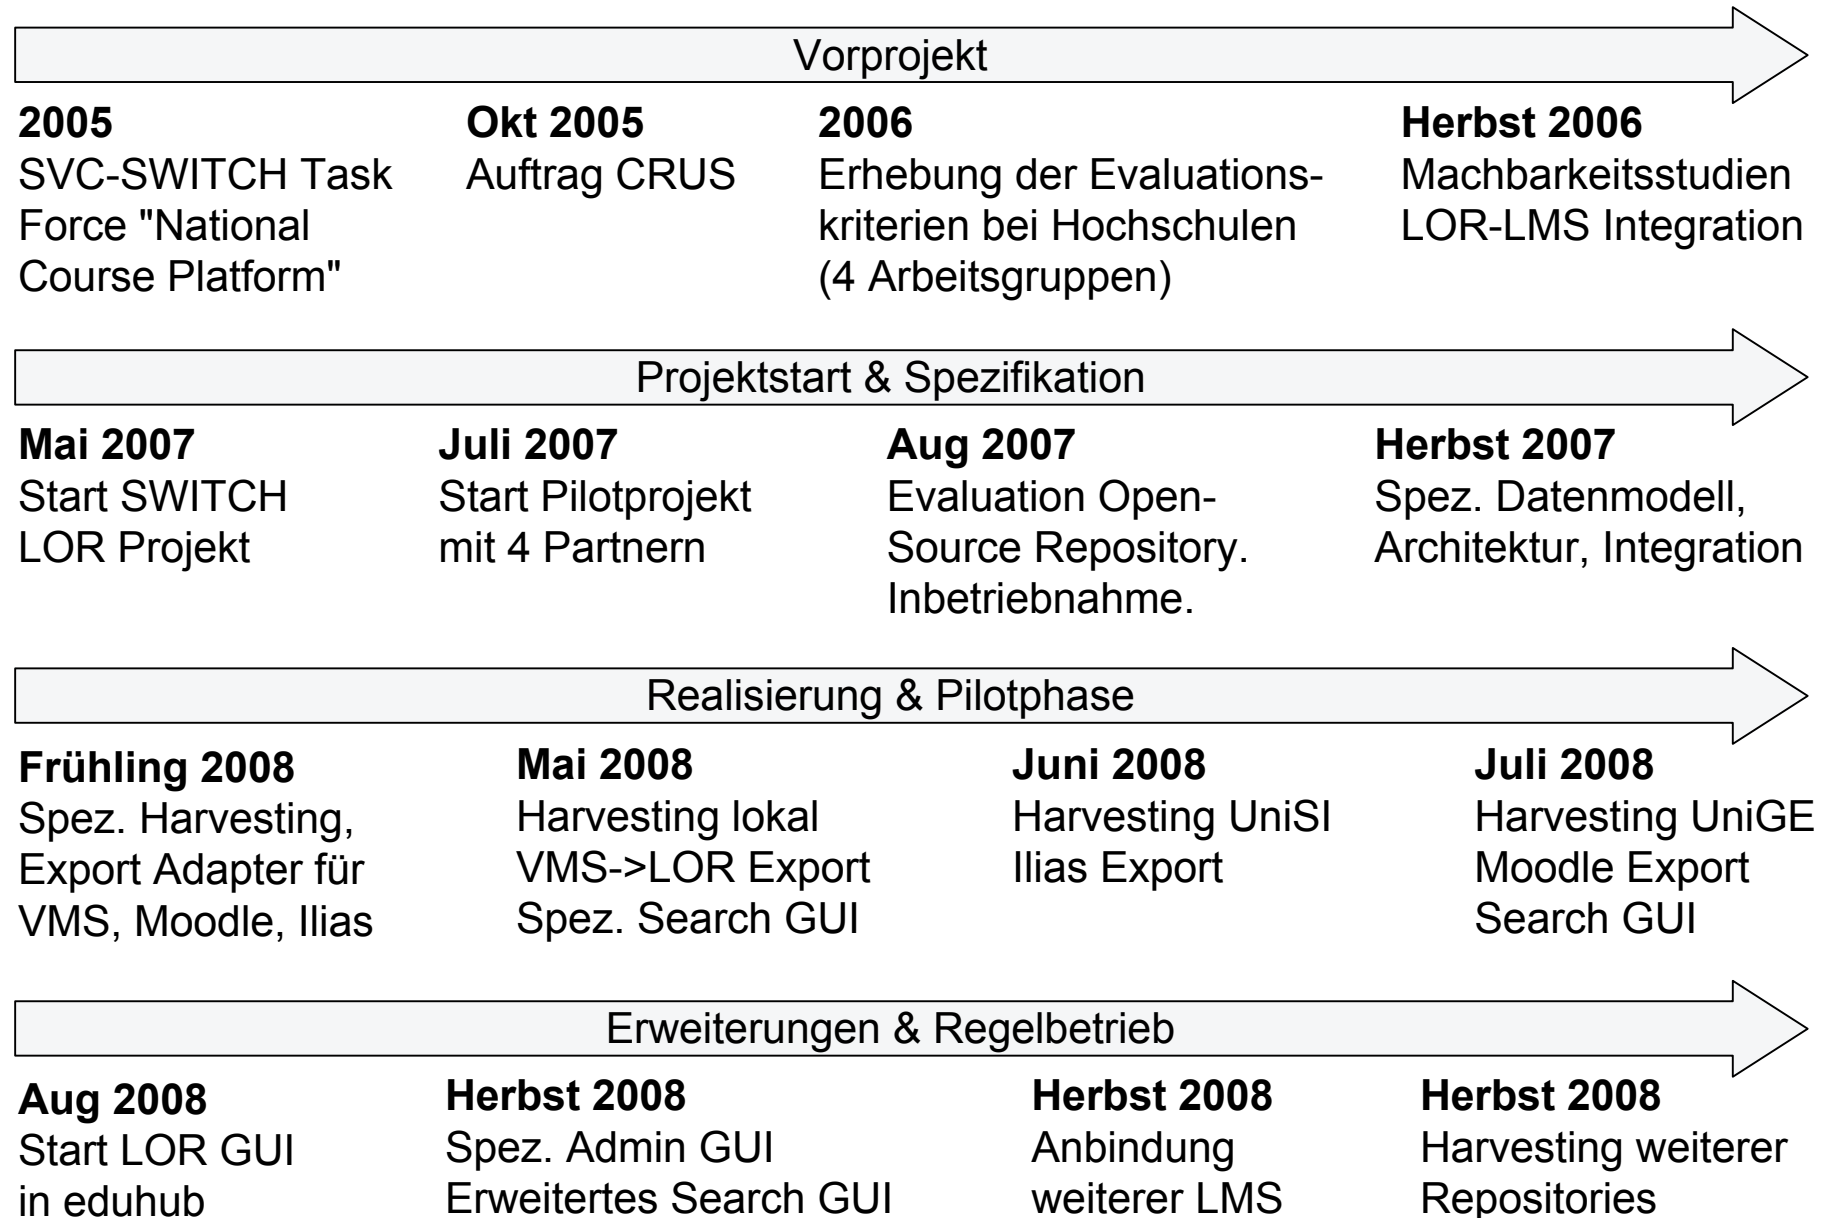 Vorprojekt
2005
SVC-SWITCH Task
Force "National
Course Platform"
Okt 2005
Auftrag CRUS
2006
Erhebung der Evaluations-
kriterien bei Hochschulen
(4 Arbeitsgruppen)
Herbst 2006
Machbarkeitsstudien
LOR-LMS Integration
Projektstart & Spezifikation
Mai 2007
Start SWITCH
LOR Projekt
Juli 2007
Start Pilotprojekt
mit 4 Partnern
Aug 2007
Evaluation Open-
Source Repository.
Inbetriebnahme.
Herbst 2007
Spez. Datenmodell,
Architektur, Integration
Realisierung & Pilotphase
Frühling 2008
Spez. Harvesting,
Export Adapter für
VMS, Moodle, Ilias
Mai 2008
Harvesting lokal
VMS->LOR Export
Spez. Search GUI
Juni 2008
Harvesting UniSI
Ilias Export
Juli 2008
Harvesting UniGE
Moodle Export
Search GUI
Erweiterungen & Regelbetrieb
Aug 2008
Start LOR GUI
in eduhub
Herbst 2008
Spez. Admin GUI
Erweitertes Search GUI
Herbst 2008
Anbindung
weiterer LMS
Herbst 2008
Harvesting weiterer
Repositories